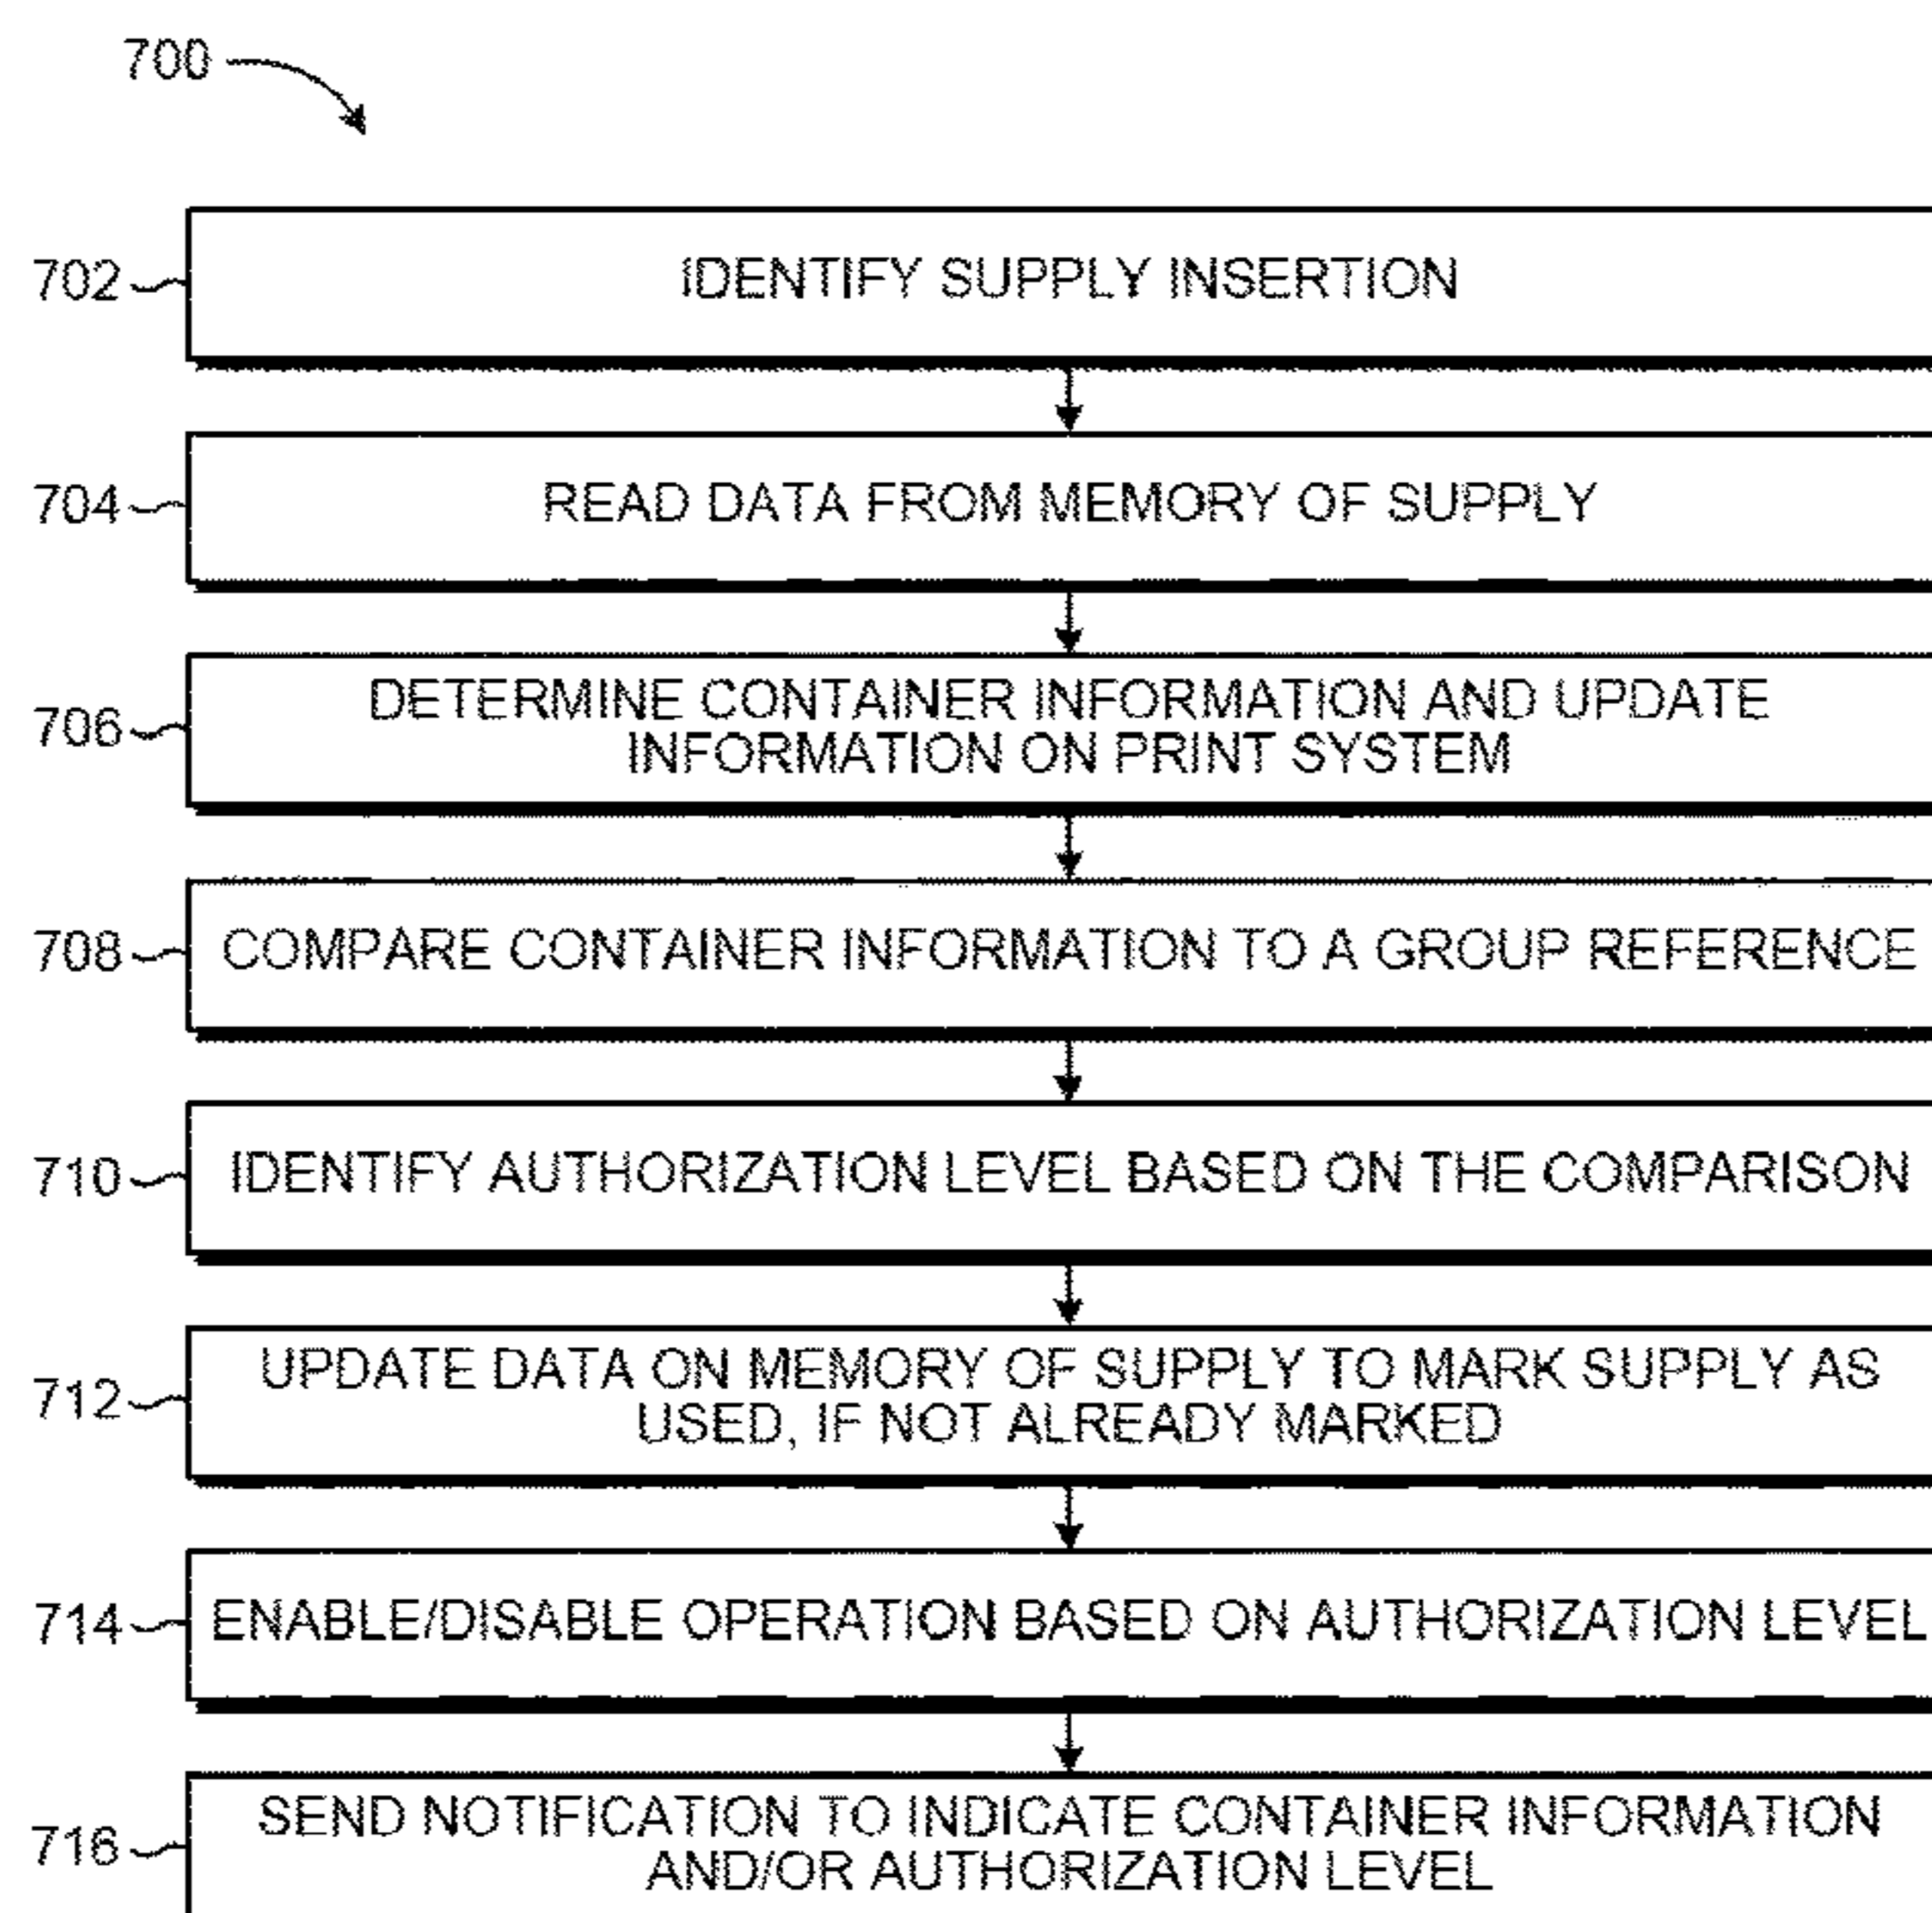 700
702
IDENTIFY SUPPLY INSERTION
704
READ DATA FROM MEMORY OF SUPPLY
706
DETERMINE CONTAINER INFORMATION AND UPDATE
INFORMATION ON PRINT SYSTEM
708
COMPARE CONTAINER INFORMATION TO A GROUP REFERENCE
710
IDENTIFY AUTHORIZATION LEVEL BASED ON THE COMPARISON
712
UPDATE DATA ON MEMORY OF SUPPLY TO MARK SUPPLY AS
USED, IF NOT ALREADY MARKED
714
ENABLE/DISABLE OPERATION BASED ON AUTHORIZATION LEVEL
716
SEND NOTIFICATION TO INDICATE CONTAINER INFORMATION
AND/OR AUTHORIZATION LEVEL